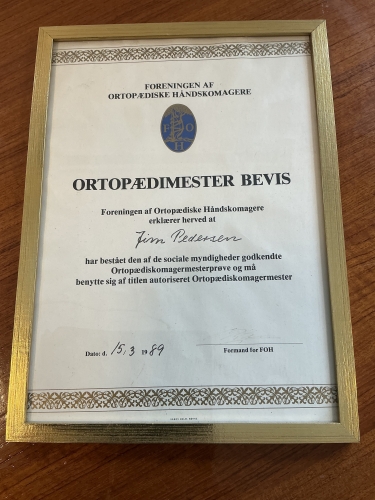 FORENINGEN AF
ORTOPÆDISKE HÅNDSKOMAGERE
F O
H
ORTOPÆDIMESTER BEVIS
Foreningen af Ortopædiske Håndskomagere
erklærer herved at
Jim Pedersen
har bestået den af de sociale myndigheder godkendte
Ortopædiskomagermesterprøve og må
benytte sig af titlen autoriseret Ortopædiskomagermester
Dato: d. 15,3 1989
Formand for FOH